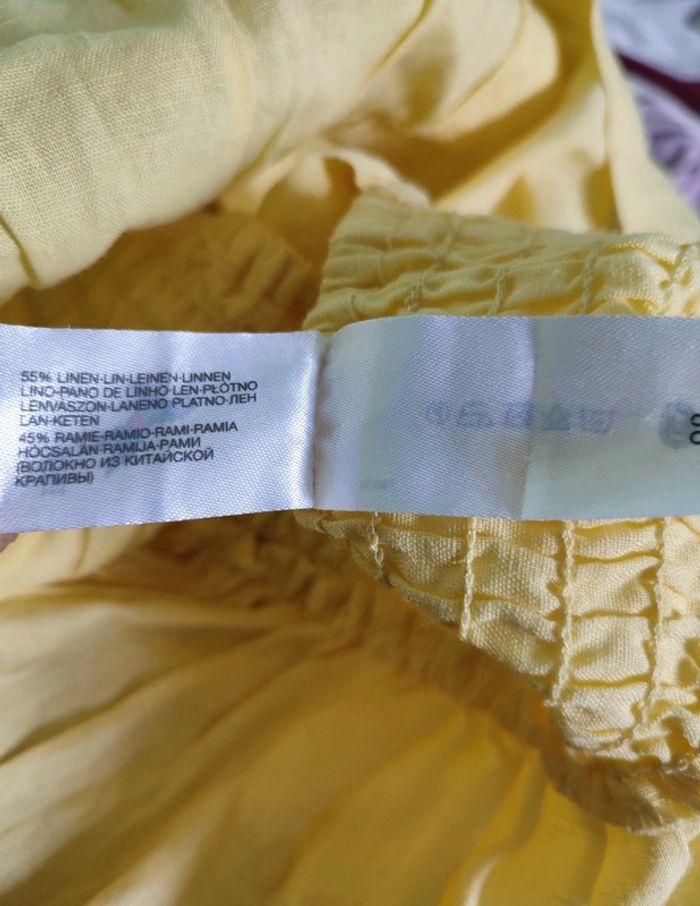 55% LINEN·LIN·LEINEN·LINNEN
LINO·PANO DE LINHO·LEN·PŁÓTNO
LENVÁSZON·LANENO PLATNO·ЛЕН
LAN·KETEN
45% RAMIE·RAMIO·RAMI·RAMIA
HÓCSALÁN·RAMIJA·РАМИ
(ВОЛОКНО ИЗ КИТАЙСКОЙ
КРАПИВЫ)